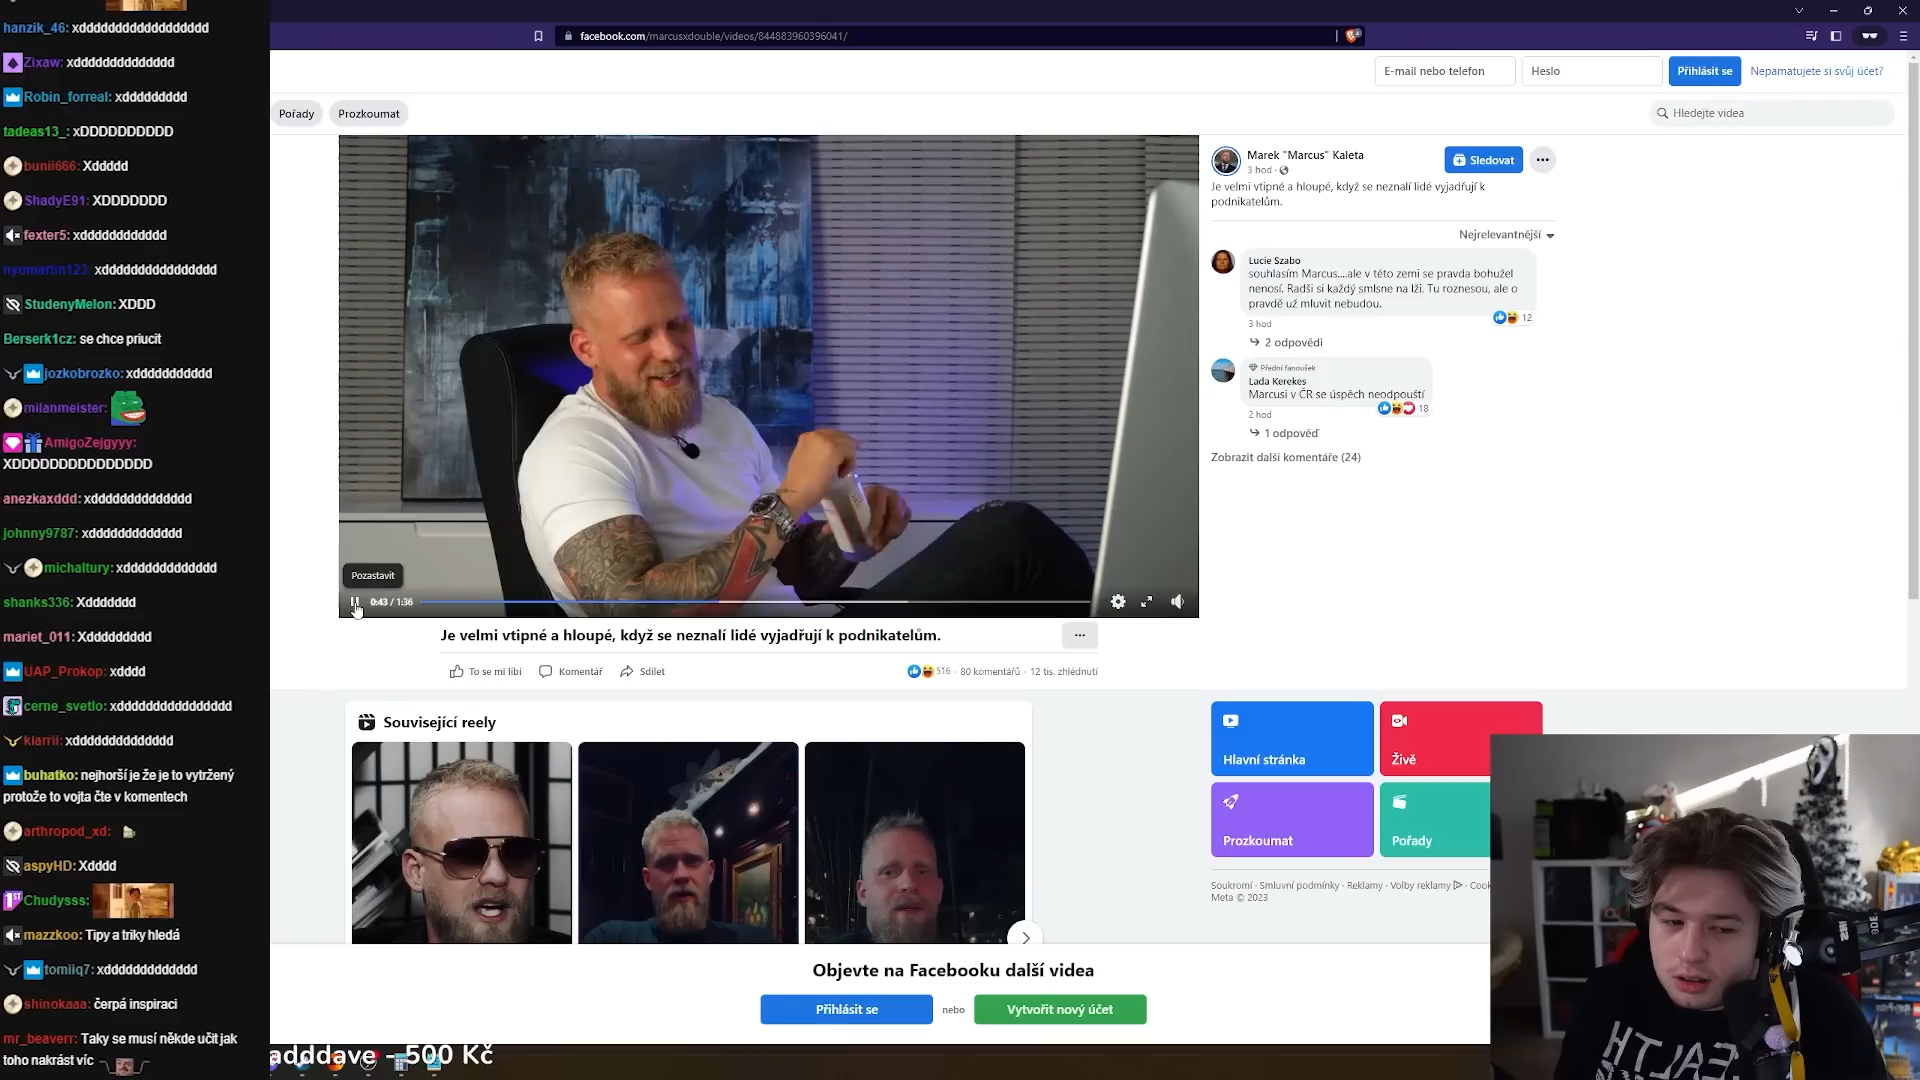 hanzik_46: xdddddddddddddddddd
Zixaw: xdddddddddddddd
Robin_forreal: xddddddddd
tadeas13_: xDDDDDDDDDD
bunii666: Xddddd
ShadyE91: XDDDDDDD
fexter5: xdddddddddddd
nyomartin123: xdddddddddddddddd
StudenyMelon: XDDD
Berserk1cz: se chce priucit
jozkobrozko: xddddddddddd
milanmeister:
AmigoZejgyyy:
XDDDDDDDDDDDDDDD
anezkaxddd: xdddddddddddddd
johnny9787: xddddddddddddd
michaltury: xddddddddddddd
shanks336: Xddddddd
mariet_011: Xddddddddd
UAP_Prokop: xdddd
cerne_svetlo: xdddddddddddddddd
klarrii: xdddddddddddddd
buhatko: nejhorší je že je to vytržený
protože to vojta čte v komentech
arthropod_xd:
aspyHD: Xdddd
Chudysss:
mazzkoo: Tipy a triky hledá
tomiiq7: xddddddddddddd
shinokaaa: čerpá inspiraci
mr_beaverr: Taky se musí někde učit jak
toho nakrást víc
adddave - 500 Kč
facebook.com/marcusxdouble/videos/844883960396041/
E-mail nebo telefon
Heslo
Přihlásit se
Nepamatujete si svůj účet?
Pořady
Prozkoumat
Hledejte videa
Pozastavit
0:43 / 1:36
Je velmi vtipné a hloupé, když se neznalí lidé vyjadřují k podnikatelům.
To se mi líbí
Komentář
Sdílet
516 · 80 komentářů · 12 tis. zhlédnutí
Marek "Marcus" Kaleta
3 hod ·
Sledovat
Je velmi vtipné a hloupé, když se neznalí lidé vyjadřují k
podnikatelům.
Nejrelevantnější
Lucie Szabo
souhlasím Marcus....ale v této zemi se pravda bohužel
nenosí. Radši si každý smlsne na lži. Tu roznesou, ale o
pravdě už mluvit nebudou.
12
3 hod
2 odpovědi
Přední fanoušek
Lada Kerekes
Marcusi v ČR se úspěch neodpouští
18
2 hod
1 odpověď
Zobrazit další komentáře (24)
Související reely
Hlavní stránka
Živě
Prozkoumat
Pořady
Soukromí · Smluvní podmínky · Reklamy · Volby reklamy · Cook
Meta © 2023
Objevte na Facebooku další videa
Přihlásit se
nebo
Vytvořit nový účet